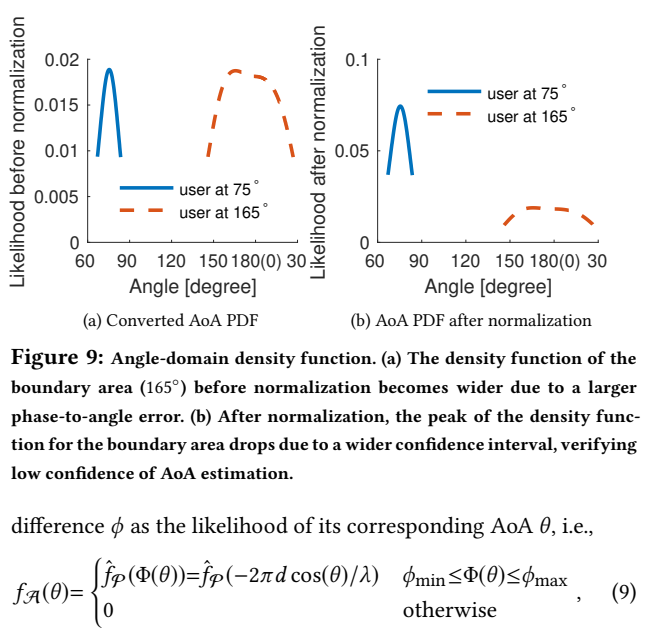 Likelihood before normalization
0.02
0.015
0.01
0.005
0
user at 75°
user at 165°
60 90 120 150 180(0) 30
Angle [degree]
(a) Converted AoA PDF
Likelihood after normalization
0.1
0.05
0
user at 75°
user at 165°
60 90 120 150 180(0) 30
Angle [degree]
(b) AoA PDF after normalization
Figure 9: Angle-domain density function. (a) The density function of the
boundary area (165°) before normalization becomes wider due to a larger
phase-to-angle error. (b) After normalization, the peak of the density func-
tion for the boundary area drops due to a wider confidence interval, verifying
low confidence of AoA estimation.
difference ϕ as the likelihood of its corresponding AoA θ, i.e.,
f𝒜(θ)= { f̂𝒫(Φ(θ))=f̂𝒫(−2πd cos(θ)/λ) ϕmin≤Φ(θ)≤ϕmax
0 otherwise , (9)